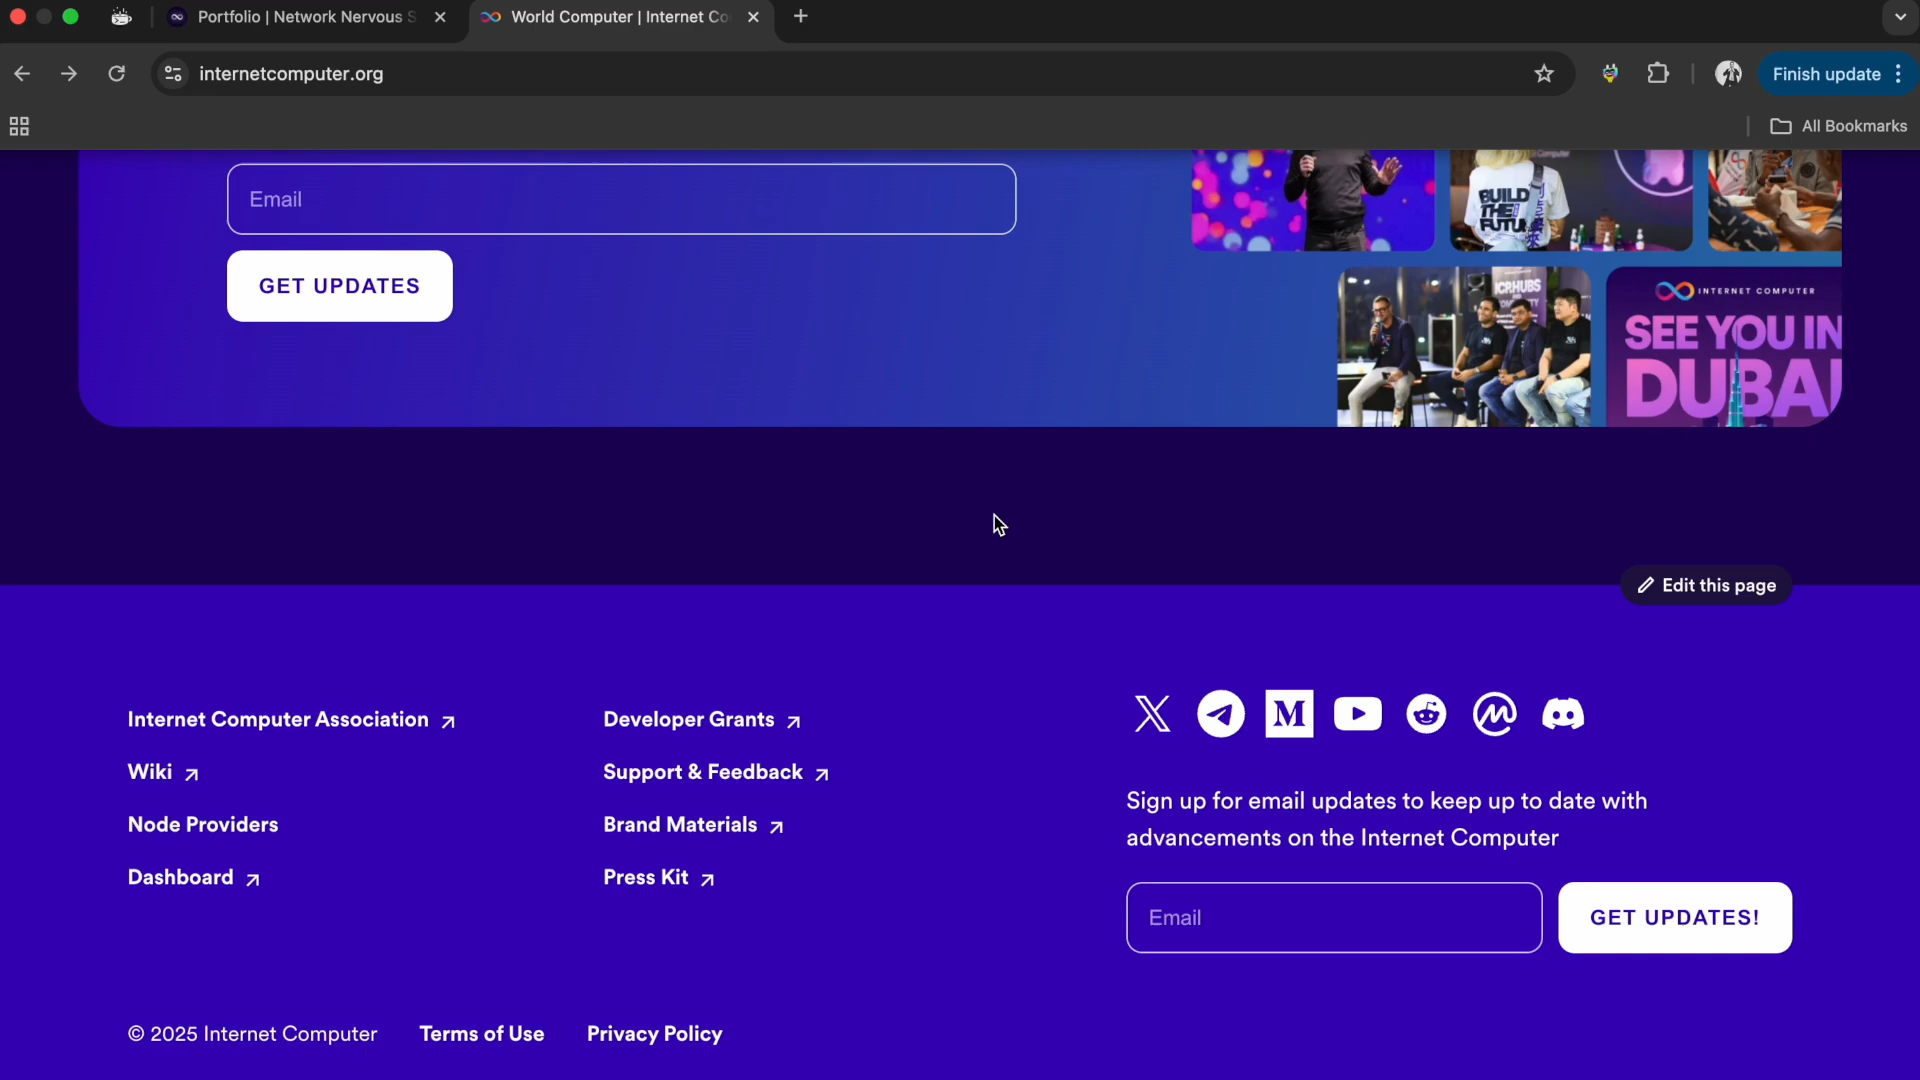 Portfolio | Network Nervous S
World Computer | Internet Co
internetcomputer.org
Finish update
All Bookmarks
Email
GET UPDATES
BUILD
THE
FUTU
ICP.HUBS
INTERNET COMPUTER
SEE YOU IN
DUBAI
Edit this page
Internet Computer Association
Wiki
Node Providers
Dashboard
Developer Grants
Support & Feedback
Brand Materials
Press Kit
Sign up for email updates to keep up to date with
advancements on the Internet Computer
Email
GET UPDATES!
© 2025 Internet Computer
Terms of Use
Privacy Policy